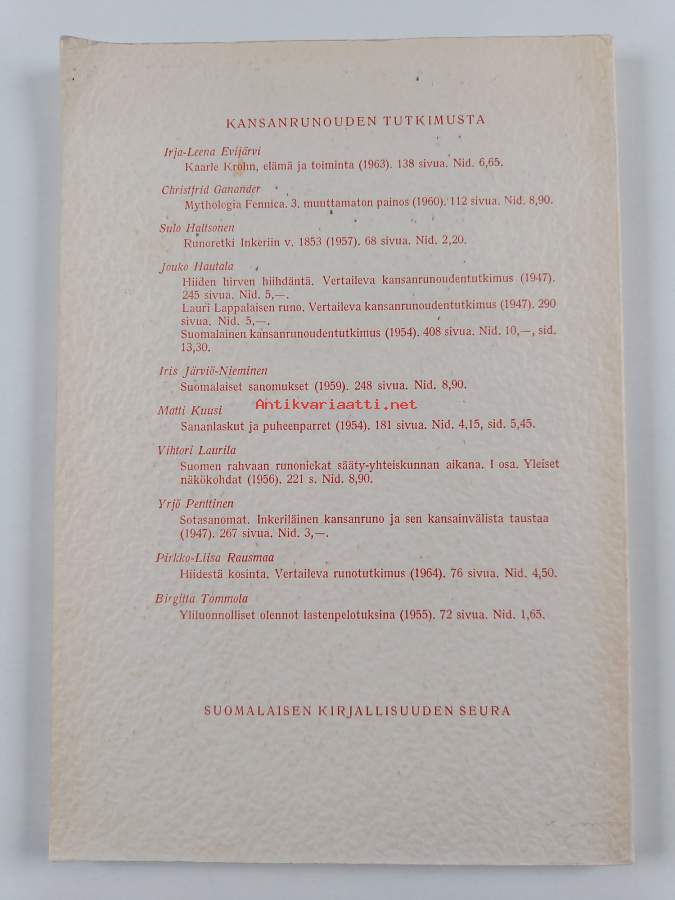 KANSANRUNOUDEN TUTKIMUSTA
Irja-Leena Evijärvi
Kaarle Krohn, elämä ja toiminta (1963). 138 sivua. Nid. 6,65.
Christfrid Ganander
Mythologia Fennica. 3. muuttamaton painos (1960). 112 sivua. Nid. 8,90.
Sulo Haltsonen
Runoretki Inkeriin v. 1853 (1957). 68 sivua. Nid. 2,20.
Jouko Hautala
Hiiden hirven hiihdäntä. Vertaileva kansanrunoudentutkimus (1947).
245 sivua. Nid. 5,—.
Lauri Lappalaisen runo. Vertaileva kansanrunoudentutkimus (1947). 290
sivua. Nid. 5,—.
Suomalainen kansanrunoudentutkimus (1954). 408 sivua. Nid. 10,—, sid.
13,30.
Iris Järviö-Nieminen
Suomalaiset sanomukset (1959). 248 sivua. Nid. 8,90.
Antikvariaatti.net
Matti Kuusi
Sananlaskut ja puheenparret (1954). 181 sivua. Nid. 4,15, sid. 5,45.
Vihtori Laurila
Suomen rahvaan runoniekat sääty-yhteiskunnan aikana. I osa. Yleiset
näkökohdat (1956). 221 s. Nid. 8,90.
Yrjö Penttinen
Sotasanomat. Inkeriläinen kansanruno ja sen kansainvälistä taustaa
(1947). 267 sivua. Nid. 3,—.
Pirkko-Liisa Rausmaa
Hiidestä kosinta. Vertaileva runotutkimus (1964). 76 sivua. Nid. 4,50.
Birgitta Tommola
Yliluonnolliset olennot lastenpelotuksina (1955). 72 sivua. Nid. 1,65.
SUOMALAISEN KIRJALLISUUDEN SEURA